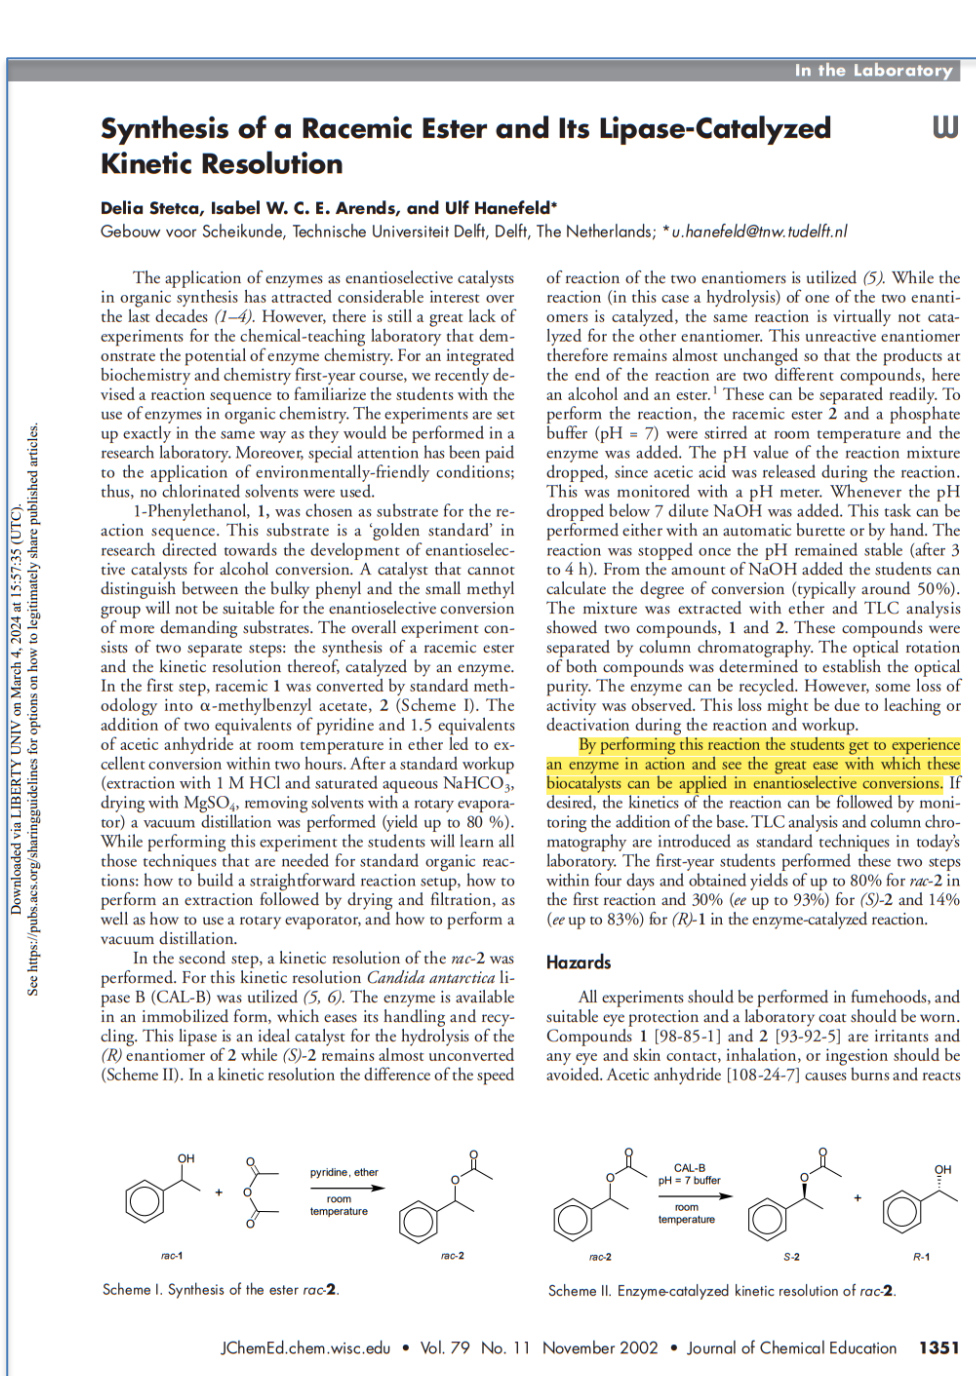 In the Laboratory
Synthesis of a Racemic Ester and Its Lipase-Catalyzed
Kinetic Resolution
W
Delia Stetca, Isabel W. C. E. Arends, and Ulf Hanefeld*
Gebouw voor Scheikunde, Technische Universiteit Delft, Delft, The Netherlands; *u.hanefeld@tnw.tudelft.nl
Downloaded via LIBERTY UNIV on March 4, 2024 at 15:57:35 (UTC).
See https://pubs.acs.org/sharingguidelines for options on how to legitimately share published articles.
The application of enzymes as enantioselective catalysts
in organic synthesis has attracted considerable interest over
the last decades (1–4). However, there is still a great lack of
experiments for the chemical-teaching laboratory that dem-
onstrate the potential of enzyme chemistry. For an integrated
biochemistry and chemistry first-year course, we recently de-
vised a reaction sequence to familiarize the students with the
use of enzymes in organic chemistry. The experiments are set
up exactly in the same way as they would be performed in a
research laboratory. Moreover, special attention has been paid
to the application of environmentally-friendly conditions;
thus, no chlorinated solvents were used.
1-Phenylethanol, 1, was chosen as substrate for the re-
action sequence. This substrate is a ‘golden standard’ in
research directed towards the development of enantioselec-
tive catalysts for alcohol conversion. A catalyst that cannot
distinguish between the bulky phenyl and the small methyl
group will not be suitable for the enantioselective conversion
of more demanding substrates. The overall experiment con-
sists of two separate steps: the synthesis of a racemic ester
and the kinetic resolution thereof, catalyzed by an enzyme.
In the first step, racemic 1 was converted by standard meth-
odology into α-methylbenzyl acetate, 2 (Scheme I). The
addition of two equivalents of pyridine and 1.5 equivalents
of acetic anhydride at room temperature in ether led to ex-
cellent conversion within two hours. After a standard workup
(extraction with 1 M HCl and saturated aqueous NaHCO3,
drying with MgSO4, removing solvents with a rotary evapora-
tor) a vacuum distillation was performed (yield up to 80 %).
While performing this experiment the students will learn all
those techniques that are needed for standard organic reac-
tions: how to build a straightforward reaction setup, how to
perform an extraction followed by drying and filtration, as
well as how to use a rotary evaporator, and how to perform a
vacuum distillation.
In the second step, a kinetic resolution of the rac-2 was
performed. For this kinetic resolution Candida antarctica li-
pase B (CAL-B) was utilized (5, 6). The enzyme is available
in an immobilized form, which eases its handling and recy-
cling. This lipase is an ideal catalyst for the hydrolysis of the
(R) enantiomer of 2 while (S)-2 remains almost unconverted
(Scheme II). In a kinetic resolution the difference of the speed
of reaction of the two enantiomers is utilized (5). While the
reaction (in this case a hydrolysis) of one of the two enanti-
omers is catalyzed, the same reaction is virtually not cata-
lyzed for the other enantiomer. This unreactive enantiomer
therefore remains almost unchanged so that the products at
the end of the reaction are two different compounds, here
an alcohol and an ester.1 These can be separated readily. To
perform the reaction, the racemic ester 2 and a phosphate
buffer (pH = 7) were stirred at room temperature and the
enzyme was added. The pH value of the reaction mixture
dropped, since acetic acid was released during the reaction.
This was monitored with a pH meter. Whenever the pH
dropped below 7 dilute NaOH was added. This task can be
performed either with an automatic burette or by hand. The
reaction was stopped once the pH remained stable (after 3
to 4 h). From the amount of NaOH added the students can
calculate the degree of conversion (typically around 50%).
The mixture was extracted with ether and TLC analysis
showed two compounds, 1 and 2. These compounds were
separated by column chromatography. The optical rotation
of both compounds was determined to establish the optical
purity. The enzyme can be recycled. However, some loss of
activity was observed. This loss might be due to leaching or
deactivation during the reaction and workup.
By performing this reaction the students get to experience
an enzyme in action and see the great ease with which these
biocatalysts can be applied in enantioselective conversions. If
desired, the kinetics of the reaction can be followed by moni-
toring the addition of the base. TLC analysis and column chro-
matography are introduced as standard techniques in today’s
laboratory. The first-year students performed these two steps
within four days and obtained yields of up to 80% for rac-2 in
the first reaction and 30% (ee up to 93%) for (S)-2 and 14%
(ee up to 83%) for (R)-1 in the enzyme-catalyzed reaction.
Hazards
All experiments should be performed in fumehoods, and
suitable eye protection and a laboratory coat should be worn.
Compounds 1 [98-85-1] and 2 [93-92-5] are irritants and
any eye and skin contact, inhalation, or ingestion should be
avoided. Acetic anhydride [108-24-7] causes burns and reacts
OH
+
O
O
O
pyridine, ether
room
temperature
O
O
rac-1
rac-2
Scheme I. Synthesis of the ester rac-2.
O
O
CAL-B
pH = 7 buffer
room
temperature
O
O
+
OH
rac-2
S-2
R-1
Scheme II. Enzyme-catalyzed kinetic resolution of rac-2.
JChemEd.chem.wisc.edu • Vol. 79 No. 11 November 2002 • Journal of Chemical Education 1351